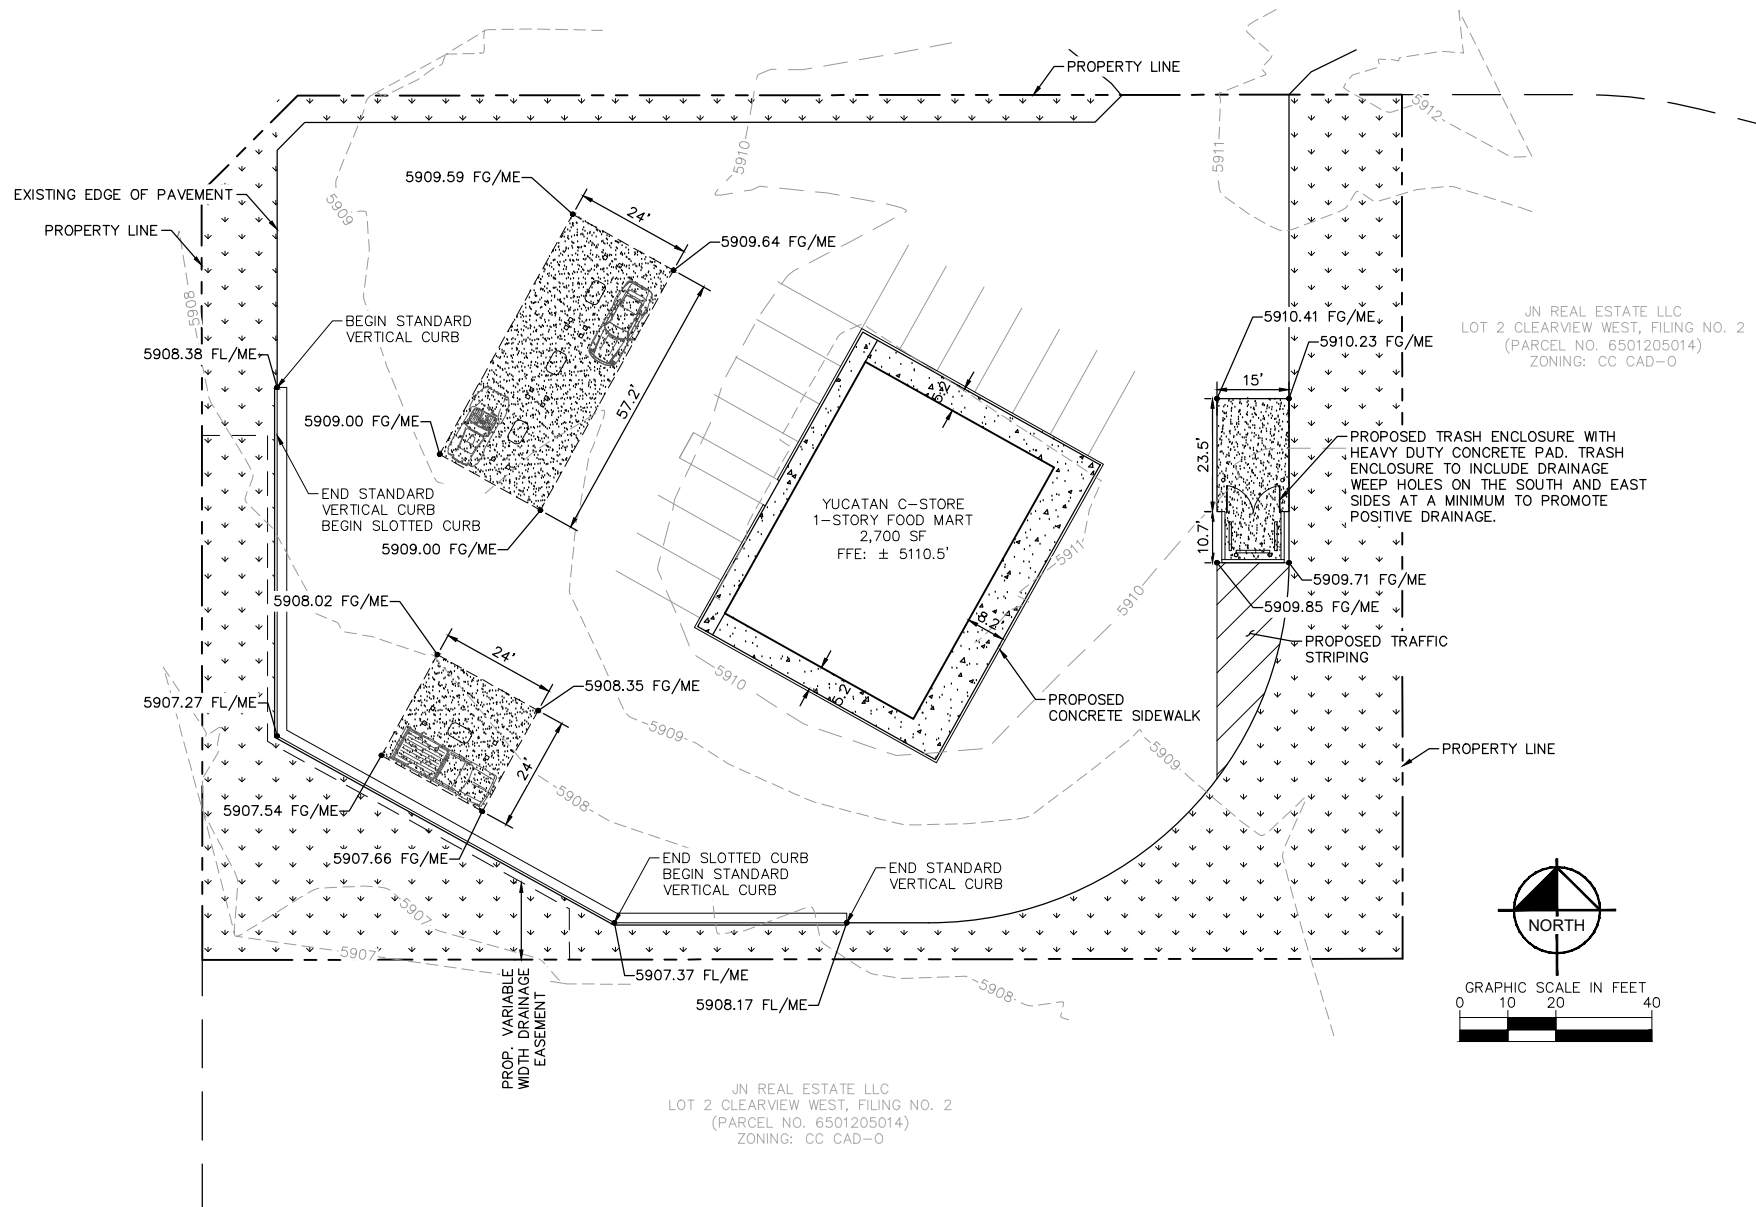 PROPERTY LINE
5912
5910
5911
5909.59 FG/ME
24'
EXISTING EDGE OF PAVEMENT
5909
PROPERTY LINE
5909.64 FG/ME
5908
BEGIN STANDARD
VERTICAL CURB
5908.38 FL/ME
57.2'
5909.00 FG/ME
END STANDARD
VERTICAL CURB
BEGIN SLOTTED CURB
5909.00 FG/ME
YUCATAN C-STORE
1-STORY FOOD MART
2,700 SF
FFE: ± 5110.5'
5911
8.2'
5910.41 FG/ME
5910.23 FG/ME
15'
23.5'
10.7'
JN REAL ESTATE LLC
LOT 2 CLEARVIEW WEST, FILING NO. 2
(PARCEL NO. 6501205014)
ZONING: CC CAD-O
PROPOSED TRASH ENCLOSURE WITH
HEAVY DUTY CONCRETE PAD. TRASH
ENCLOSURE TO INCLUDE DRAINAGE
WEEP HOLES ON THE SOUTH AND EAST
SIDES AT A MINIMUM TO PROMOTE
POSITIVE DRAINAGE.
5909.71 FG/ME
5909.85 FG/ME
5910
PROPOSED TRAFFIC
STRIPING
5908.02 FG/ME
24'
5908.35 FG/ME
5910
PROPOSED
CONCRETE SIDEWALK
5907.27 FL/ME
5909
5909
PROPERTY LINE
24'
5908
5907.54 FG/ME
5907.66 FG/ME
END SLOTTED CURB
BEGIN STANDARD
VERTICAL CURB
END STANDARD
VERTICAL CURB
5907
5907
NORTH
PROP. VARIABLE
WIDTH DRAINAGE
EASEMENT
5907.37 FL/ME
5908.17 FL/ME
5908
GRAPHIC SCALE IN FEET
0 10 20 40
JN REAL ESTATE LLC
LOT 2 CLEARVIEW WEST, FILING NO. 2
(PARCEL NO. 6501205014)
ZONING: CC CAD-O